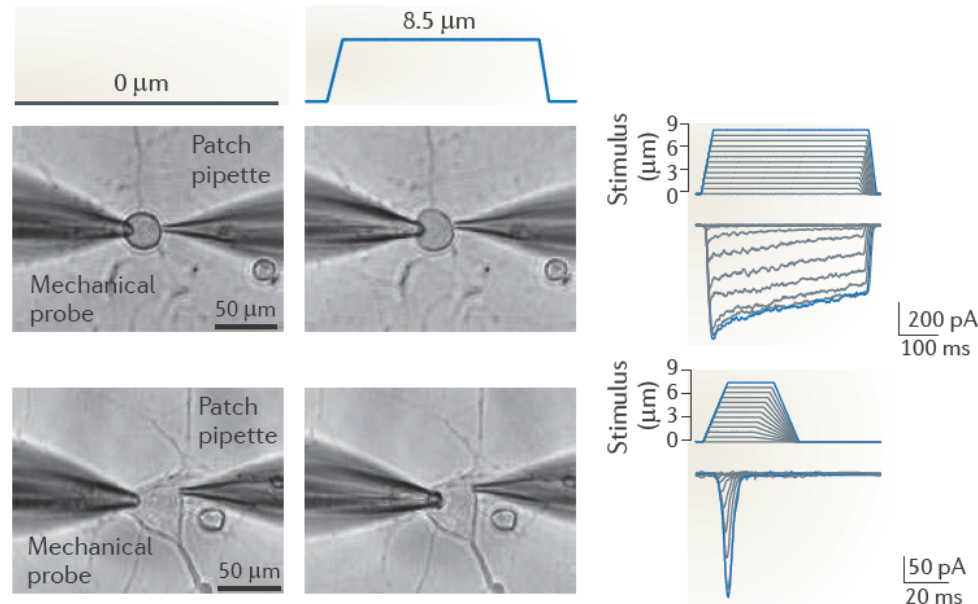 0 μm
8.5 μm
Patch
pipette
Mechanical
probe
50 μm
Stimulus
(μm)
9
6
3
0
200 pA
100 ms
Patch
pipette
Mechanical
probe
50 μm
Stimulus
(μm)
9
6
3
0
50 pA
20 ms